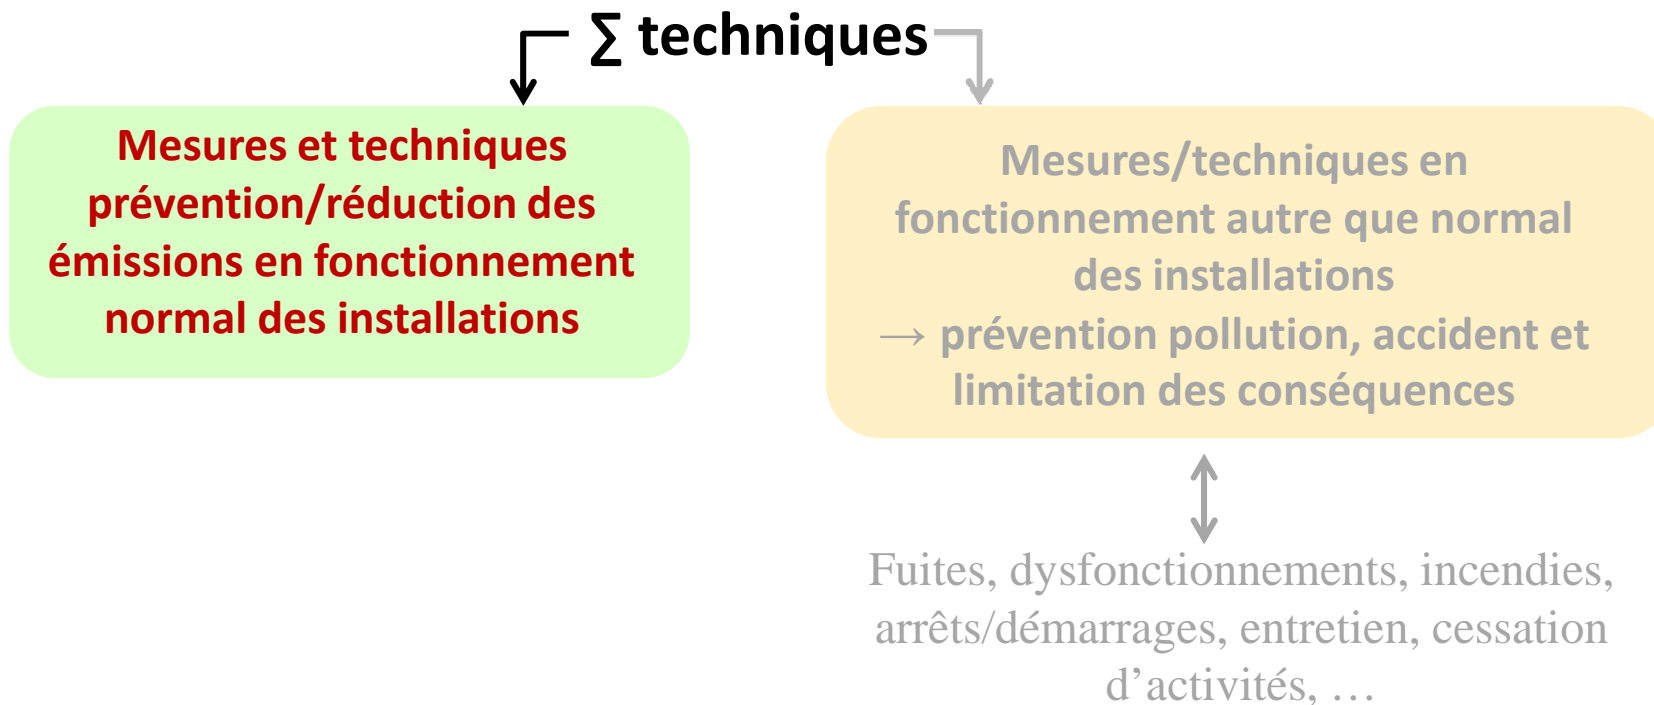 ∑ techniques
Mesures et techniques
prévention/réduction des
émissions en fonctionnement
normal des installations
Mesures/techniques en
fonctionnement autre que normal
des installations
→ prévention pollution, accident et
limitation des conséquences
Fuites, dysfonctionnements, incendies,
arrêts/démarrages, entretien, cessation
d’activités, …